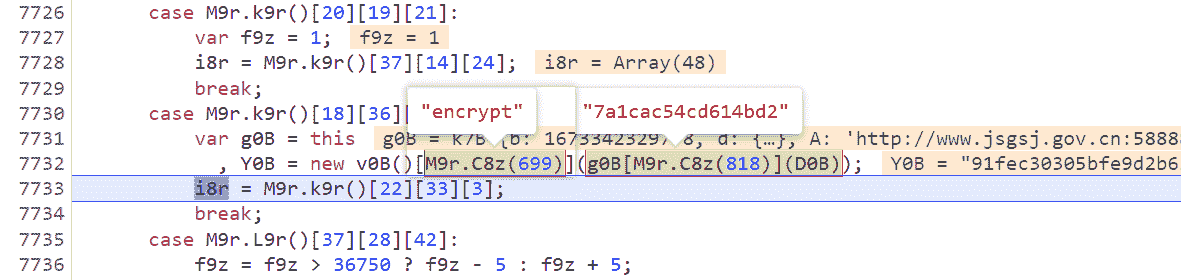 7726 case M9r.k9r()[20][19][21]:
7727 var f9z = 1; f9z = 1
7728 i8r = M9r.k9r()[37][14][24]; i8r = Array(48)
7729 break;
7730 case M9r.k9r()[18][36]
"encrypt" "7a1cac54cd614bd2"
7731 var g0B = this g0B = k7B {b: 1673342329778, d: {…}, A: 'http://www.jsgsj.gov.cn:5888
7732 , Y0B = new v0B()[M9r.C8z(699)](g0B[M9r.C8z(818)](D0B)); Y0B = "91fec30305bfe9d2b6
7733 i8r = M9r.k9r()[22][33][3];
7734 break;
7735 case M9r.L9r()[37][28][42]:
7736 f9z = f9z > 36750 ? f9z - 5 : f9z + 5;